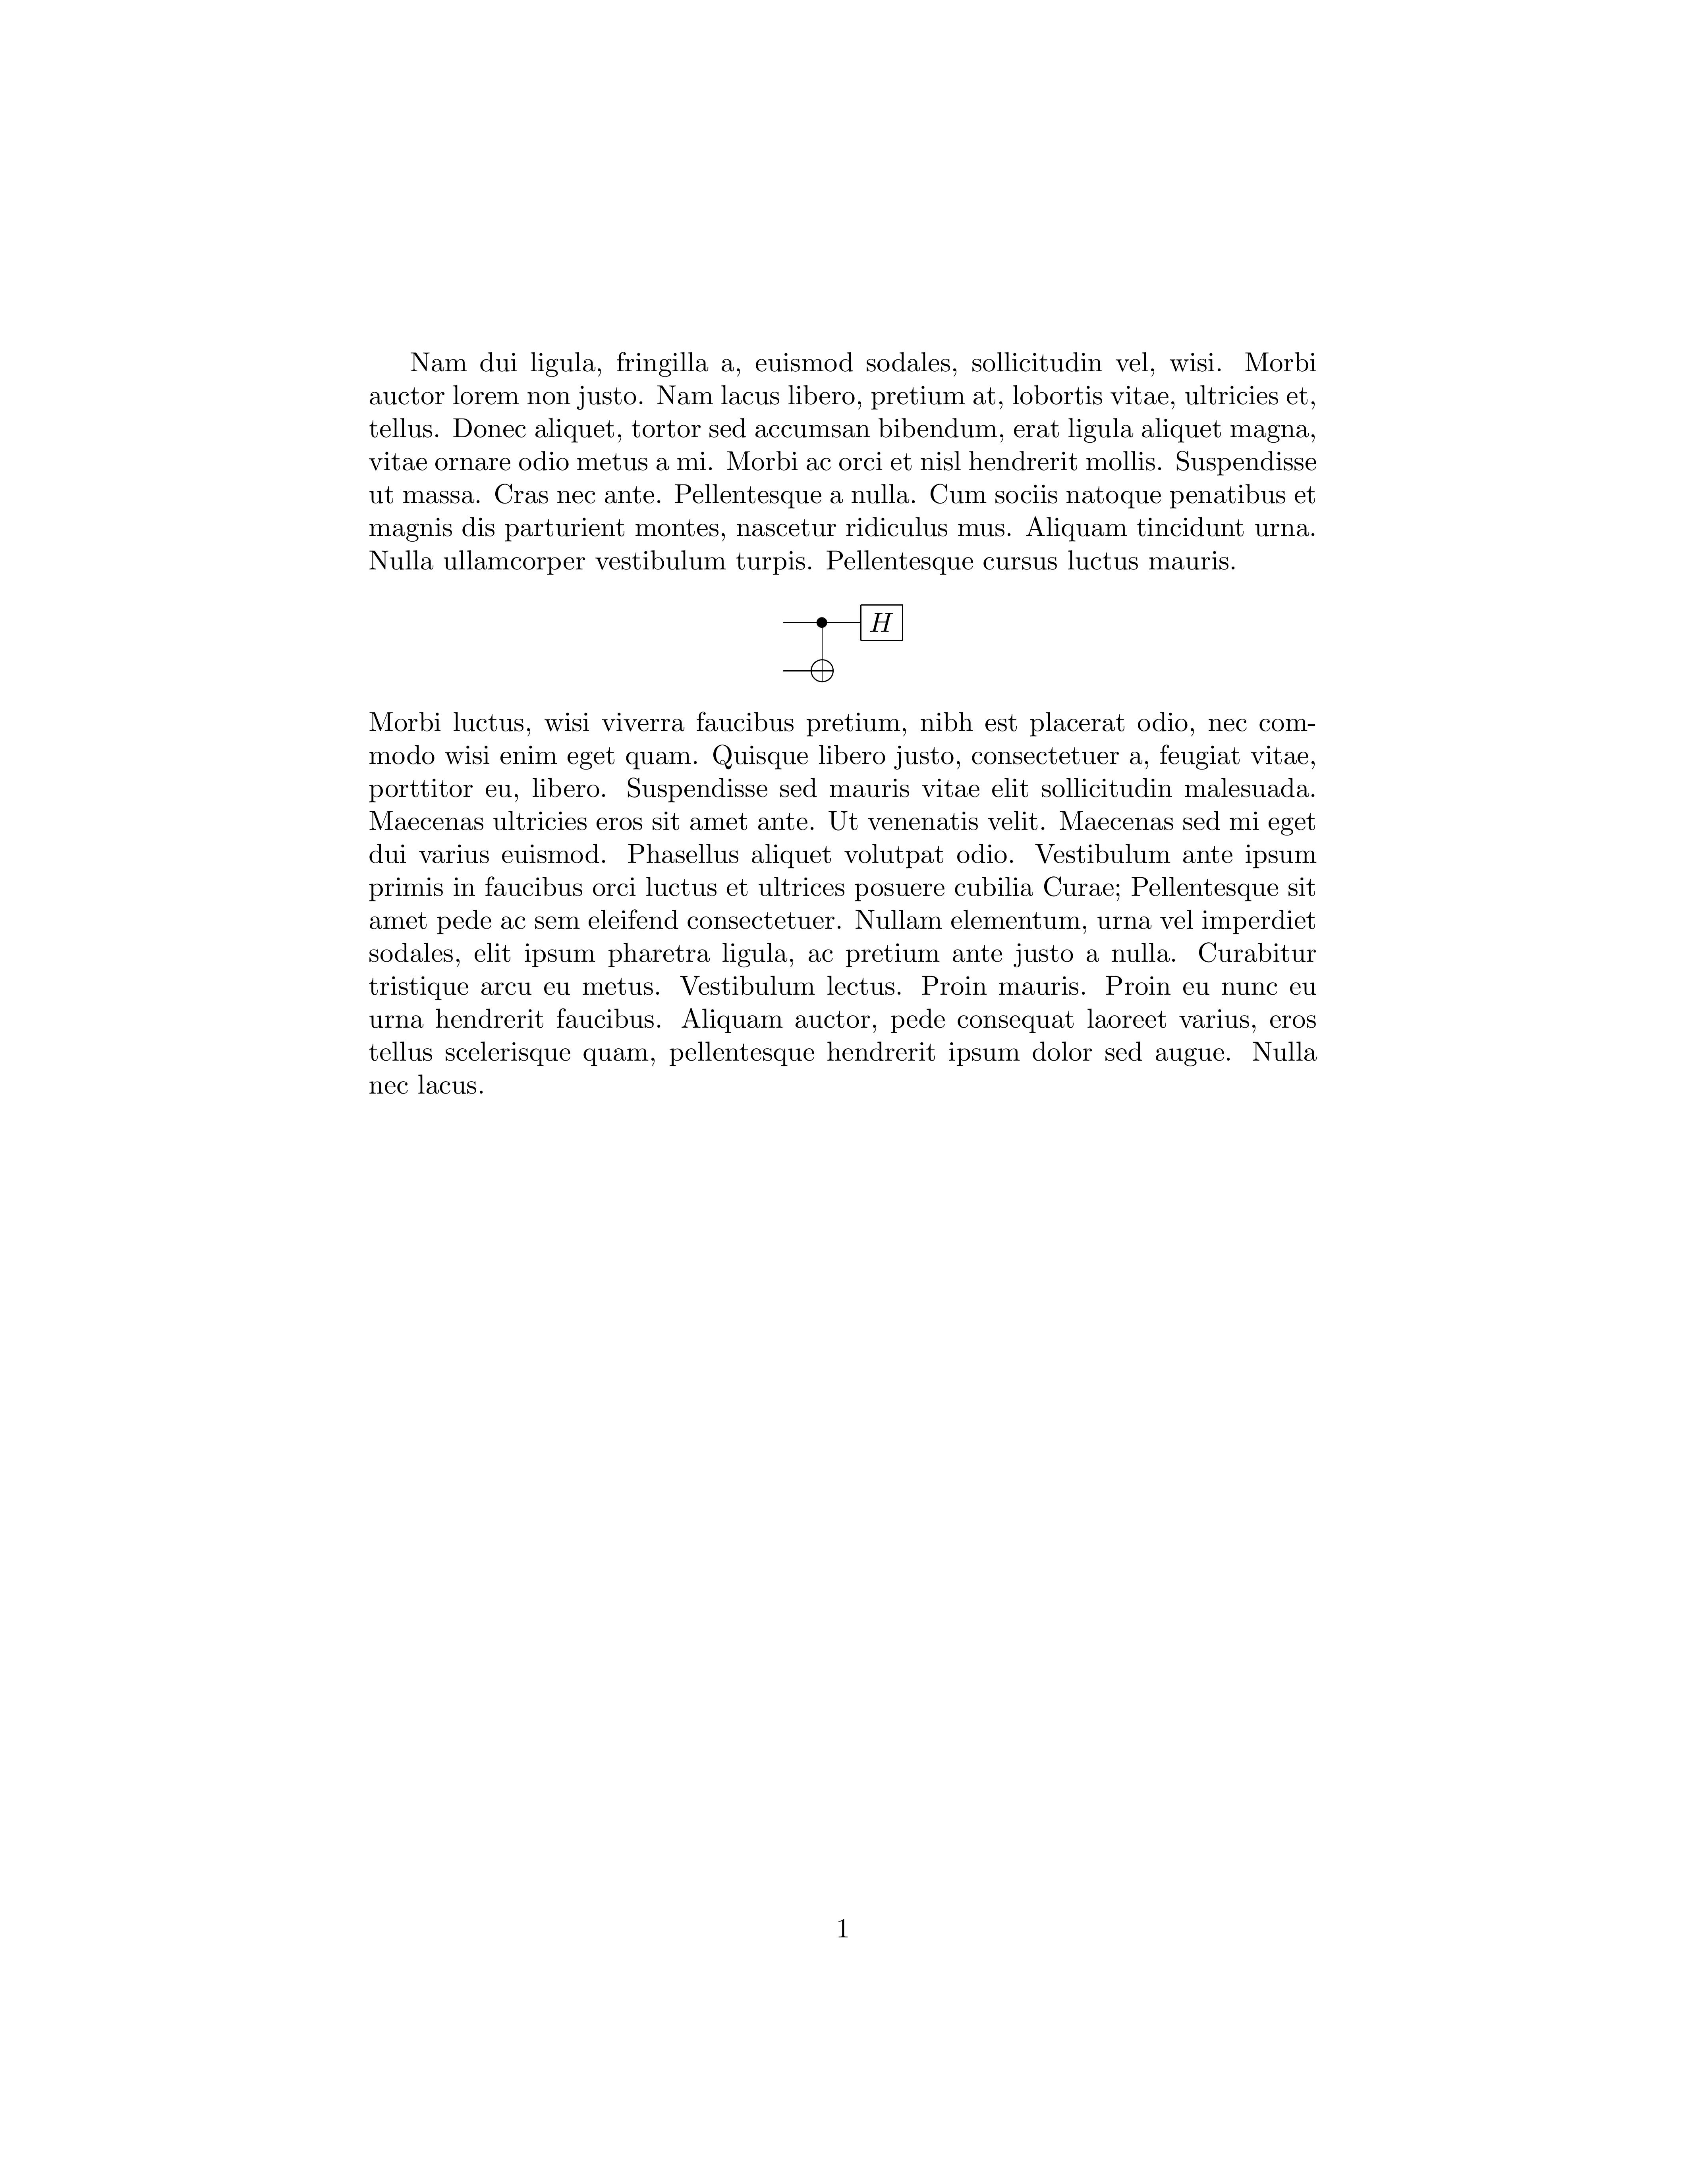 Nam dui ligula, fringilla a, euismod sodales, sollicitudin vel, wisi. Morbi
auctor lorem non justo. Nam lacus libero, pretium at, lobortis vitae, ultricies et,
tellus. Donec aliquet, tortor sed accumsan bibendum, erat ligula aliquet magna,
vitae ornare odio metus a mi. Morbi ac orci et nisl hendrerit mollis. Suspendisse
ut massa. Cras nec ante. Pellentesque a nulla. Cum sociis natoque penatibus et
magnis dis parturient montes, nascetur ridiculus mus. Aliquam tincidunt urna.
Nulla ullamcorper vestibulum turpis. Pellentesque cursus luctus mauris.
H
Morbi luctus, wisi viverra faucibus pretium, nibh est placerat odio, nec com-
modo wisi enim eget quam. Quisque libero justo, consectetuer a, feugiat vitae,
porttitor eu, libero. Suspendisse sed mauris vitae elit sollicitudin malesuada.
Maecenas ultricies eros sit amet ante. Ut venenatis velit. Maecenas sed mi eget
dui varius euismod. Phasellus aliquet volutpat odio. Vestibulum ante ipsum
primis in faucibus orci luctus et ultrices posuere cubilia Curae; Pellentesque sit
amet pede ac sem eleifend consectetuer. Nullam elementum, urna vel imperdiet
sodales, elit ipsum pharetra ligula, ac pretium ante justo a nulla. Curabitur
tristique arcu eu metus. Vestibulum lectus. Proin mauris. Proin eu nunc eu
urna hendrerit faucibus. Aliquam auctor, pede consequat laoreet varius, eros
tellus scelerisque quam, pellentesque hendrerit ipsum dolor sed augue. Nulla
nec lacus.
1